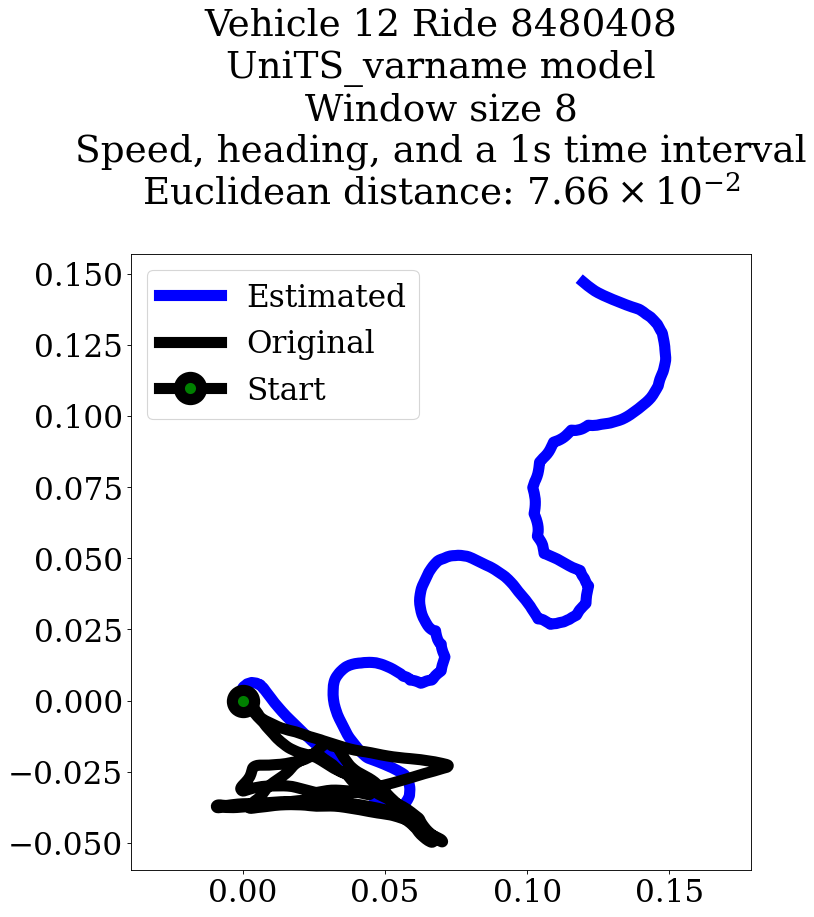 Vehicle 12 Ride 8480408
UniTS_varname model
Window size 8
Speed, heading, and a 1s time interval
Euclidean distance: 7.66 × 10⁻²
Estimated
Original
Start
0.150
0.125
0.100
0.075
0.050
0.025
0.000
−0.025
−0.050
0.00 0.05 0.10 0.15